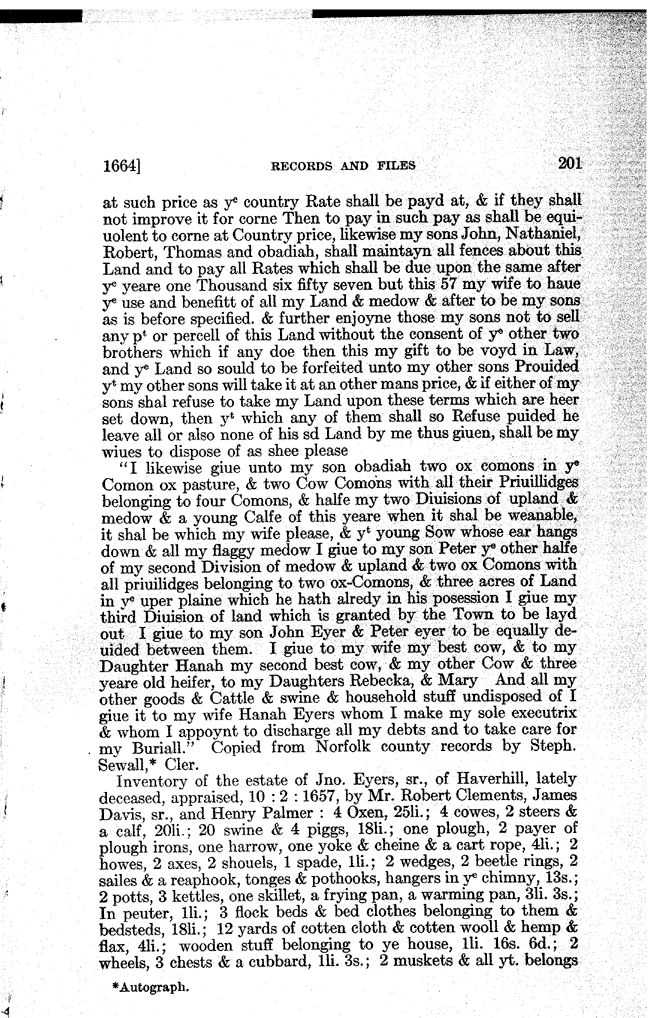 1664] RECORDS AND FILES 201
at such price as yᵉ country Rate shall be payd at, & if they shall
not improve it for corne Then to pay in such pay as shall be equi-
uolent to corne at Country price, likewise my sons John, Nathaniel,
Robert, Thomas and obadiah, shall maintayn all fences about this
Land and to pay all Rates which shall be due upon the same after
yᵉ yeare one Thousand six fifty seven but this 57 my wife to haue
yᵉ use and benefitt of all my Land & medow & after to be my sons
as is before specified. & further enjoyne those my sons not to sell
any pᵗ or percell of this Land without the consent of yᵉ other two
brothers which if any doe then this my gift to be voyd in Law,
and yᵉ Land so sould to be forfeited unto my other sons Prouided
yᵗ my other sons will take it at an other mans price, & if either of my
sons shal refuse to take my Land upon these terms which are heer
set down, then yᵗ which any of them shall so Refuse puided he
leave all or also none of his sd Land by me thus giuen, shall be my
wiues to dispose of as shee please
"I likewise giue unto my son obadiah two ox comons in yᵉ
Comon ox pasture, & two Cow Comons with all their Priuillidges
belonging to four Comons, & halfe my two Diuisions of upland &
medow & a young Calfe of this yeare when it shal be weanable,
it shal be which my wife please, & yᵗ young Sow whose ear hangs
down & all my flaggy medow I giue to my son Peter yᵉ other halfe
of my second Division of medow & upland & two ox Comons with
all priuilidges belonging to two ox-Comons, & three acres of Land
in yᵉ uper plaine which he hath alredy in his posession I giue my
third Diuision of land which is granted by the Town to be layd
out I giue to my son John Eyer & Peter eyer to be equally de-
uided between them. I giue to my wife my best cow, & to my
Daughter Hanah my second best cow, & my other Cow & three
yeare old heifer, to my Daughters Rebecka, & Mary And all my
other goods & Cattle & swine & household stuff undisposed of I
giue it to my wife Hanah Eyers whom I make my sole executrix
& whom I appoynt to discharge all my debts and to take care for
my Buriall." Copied from Norfolk county records by Steph.
Sewall,* Cler.
Inventory of the estate of Jno. Eyers, sr., of Haverhill, lately
deceased, appraised, 10 : 2 : 1657, by Mr. Robert Clements, James
Davis, sr., and Henry Palmer : 4 Oxen, 25li.; 4 cowes, 2 steers &
a calf, 20li.; 20 swine & 4 piggs, 18li.; one plough, 2 payer of
plough irons, one harrow, one yoke & cheine & a cart rope, 4li.; 2
howes, 2 axes, 2 shouels, 1 spade, 1li.; 2 wedges, 2 beetle rings, 2
sailes & a reaphook, tonges & pothooks, hangers in yᵉ chimny, 13s.;
2 potts, 3 kettles, one skillet, a frying pan, a warming pan, 3li. 3s.;
In peuter, 1li.; 3 flock beds & bed clothes belonging to them &
bedsteds, 18li.; 12 yards of cotten cloth & cotten wooll & hemp &
flax, 4li.; wooden stuff belonging to ye house, 1li. 16s. 6d.; 2
wheels, 3 chests & a cubbard, 1li. 3s.; 2 muskets & all yt. belongs
*Autograph.